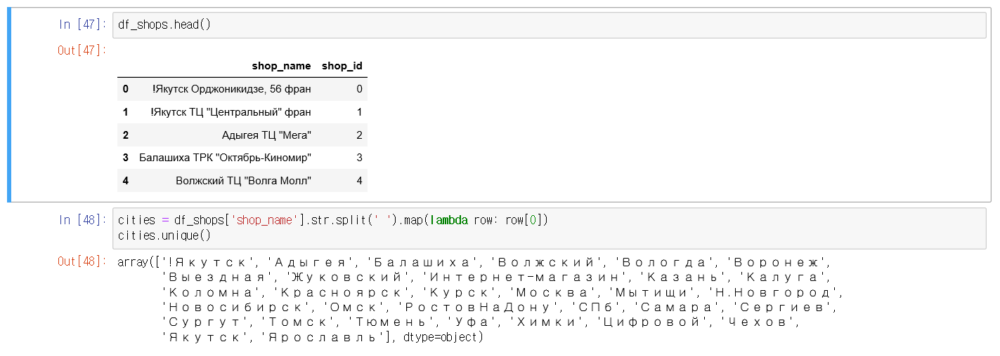 In [47]: df_shops.head()
Out[47]:
shop_name shop_id
0 !Якутск Орджоникидзе, 56 фран 0
1 !Якутск ТЦ "Центральный" фран 1
2 Адыгея ТЦ "Мега" 2
3 Балашиха ТРК "Октябрь-Киномир" 3
4 Волжский ТЦ "Волга Молл" 4
In [48]: cities = df_shops['shop_name'].str.split(' ').map(lambda row: row[0])
cities.unique()
Out[48]: array(['!Якутск', 'Адыгея', 'Балашиха', 'Волжский', 'Вологда', 'Воронеж',
'Выездная', 'Жуковский', 'Интернет-магазин', 'Казань', 'Калуга',
'Коломна', 'Красноярск', 'Курск', 'Москва', 'Мытищи', 'Н.Новгород',
'Новосибирск', 'Омск', 'РостовНаДону', 'СПб', 'Самара', 'Сергиев',
'Сургут', 'Томск', 'Тюмень', 'Уфа', 'Химки', 'Цифровой', 'Чехов',
'Якутск', 'Ярославль'], dtype=object)